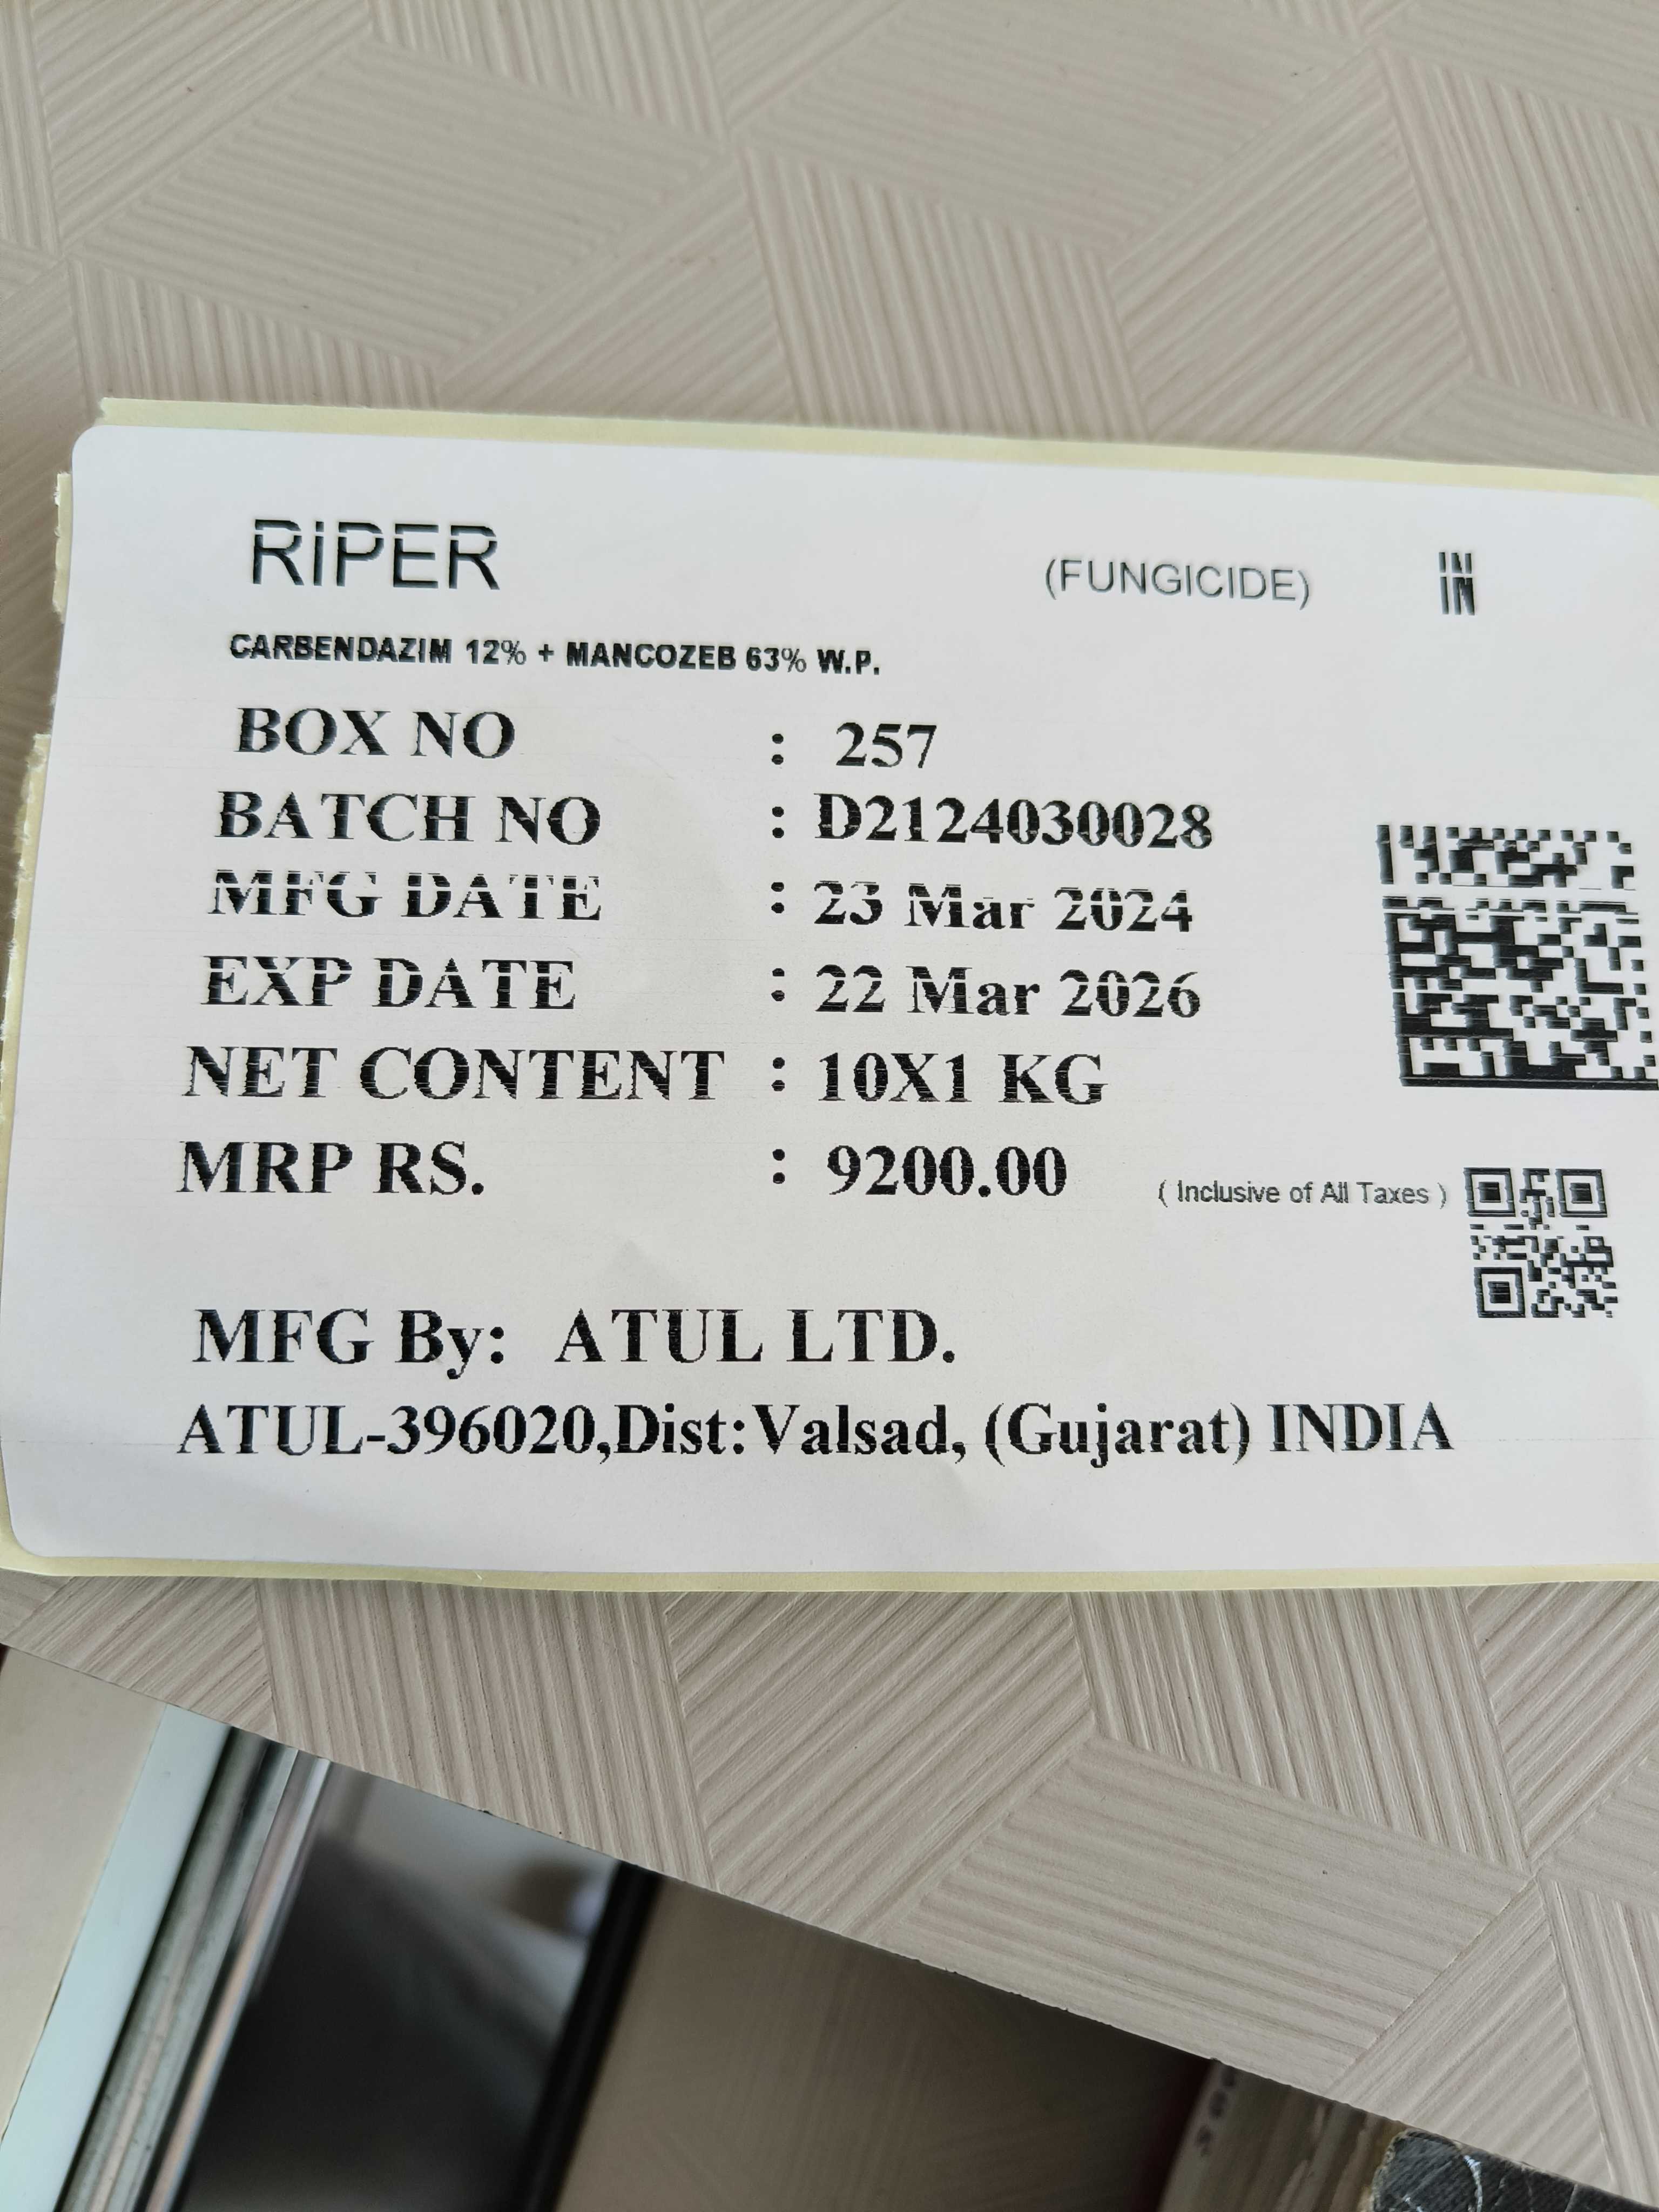 RiPER (FUNGICIDE) IN
CARBENDAZIM 12% + MANCOZEB 63% W.P.
BOX NO : 257
BATCH NO : D2124030028
MFG DATE : 23 Mar 2024
EXP DATE : 22 Mar 2026
NET CONTENT : 10X1 KG
MRP RS. : 9200.00 ( Inclusive of All Taxes )
MFG By: ATUL LTD.
ATUL-396020,Dist:Valsad, (Gujarat) INDIA